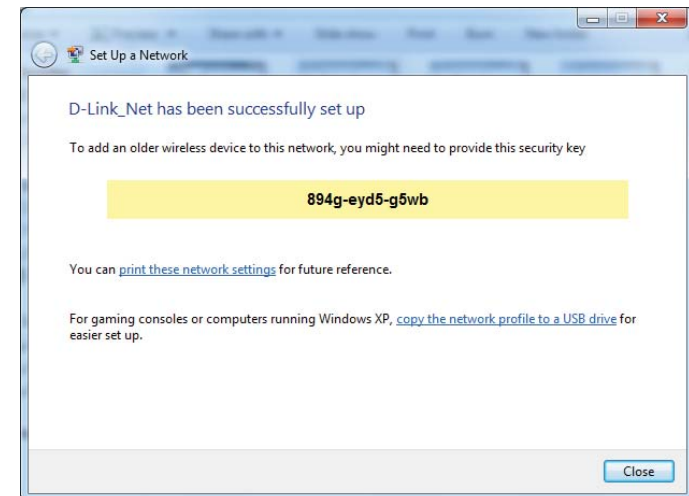 Set Up a Network
D-Link_Net has been successfully set up
To add an older wireless device to this network, you might need to provide this security key
894g-eyd5-g5wb
You can print these network settings for future reference.
For gaming consoles or computers running Windows XP, copy the network profile to a USB drive for
easier set up.
Close